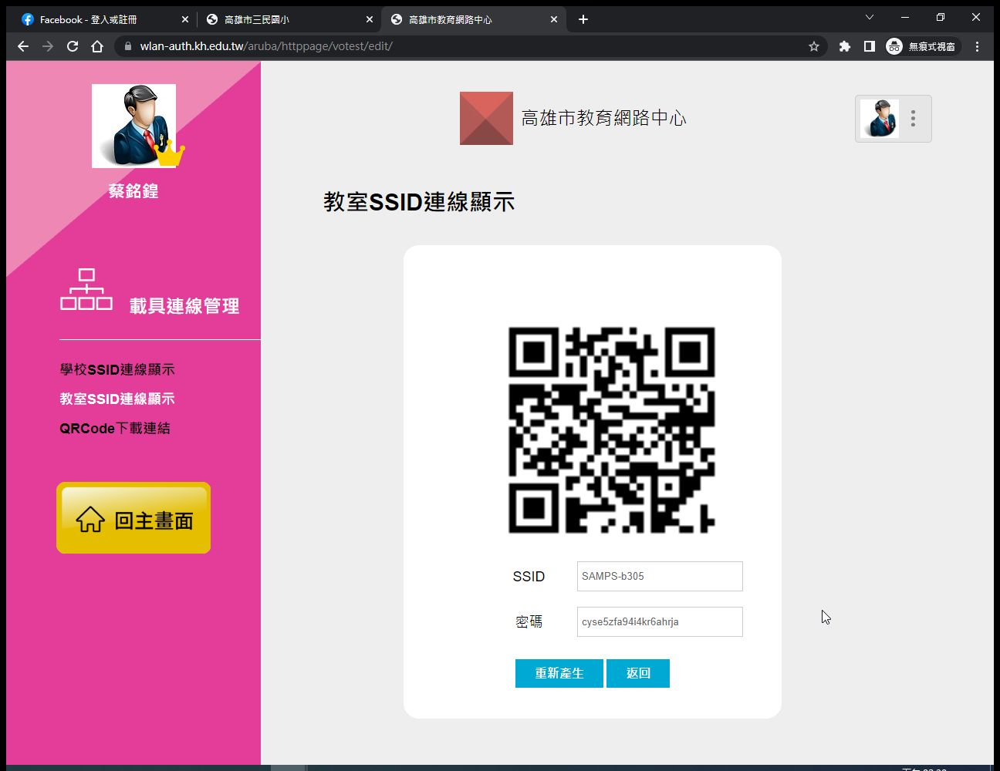 Facebook - 登入或註冊
高雄市三民國小
高雄市教育網路中心
wlan-auth.kh.edu.tw/aruba/httppage/votest/edit/
無痕式視窗
蔡銘鍠
高雄市教育網路中心
教室SSID連線顯示
載具連線管理
學校SSID連線顯示
教室SSID連線顯示
QRCode下載連結
回主畫面
SSID
SAMPS-b305
密碼
cyse5zfa94i4kr6ahrja
重新產生
返回